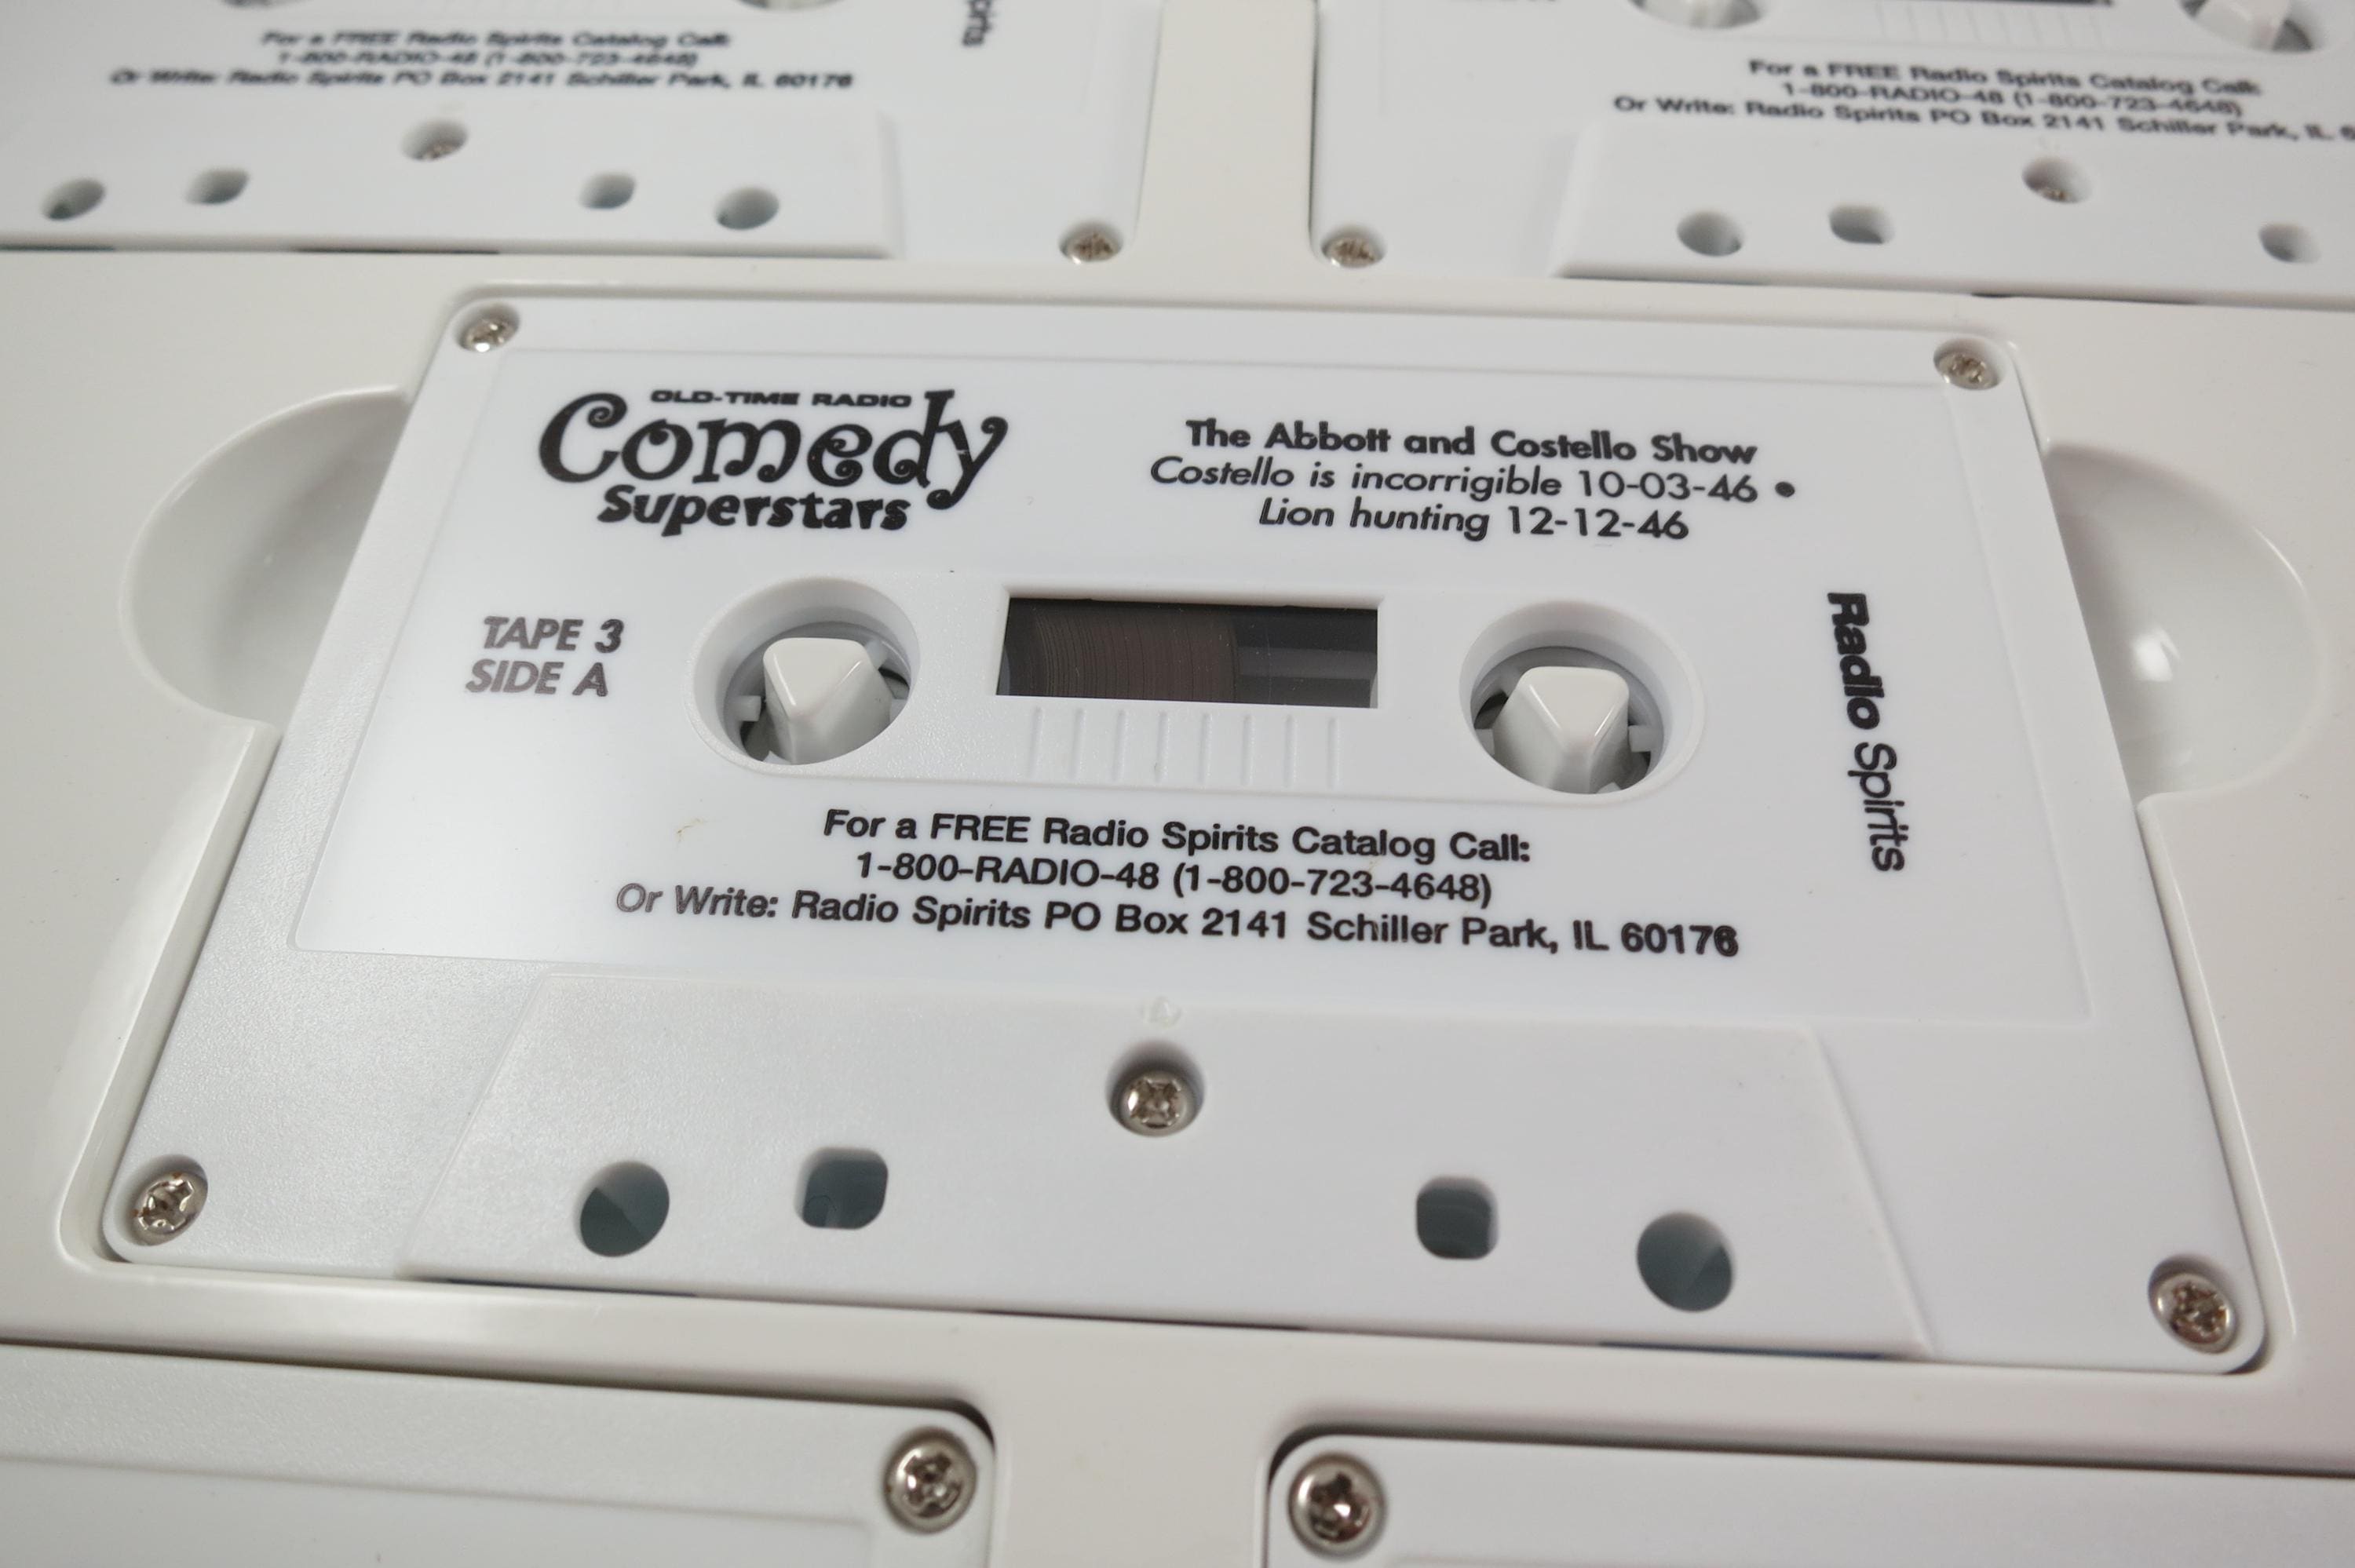 For a FREE Radio Spirits Catalog Call:
1-800-RADIO-48 (1-800-723-4648)
Or Write: Radio Spirits PO Box 2141 Schiller Park, IL 60176
For a FREE Radio Spirits Catalog Call:
1-800-RADIO-48 (1-800-723-4648)
Or Write: Radio Spirits PO Box 2141 Schiller Park, IL
OLD-TIME RADIO
Comedy
Superstars
The Abbott and Costello Show
Costello is incorrigible 10-03-46 •
Lion hunting 12-12-46
TAPE 3
SIDE A
Radio Spirits
For a FREE Radio Spirits Catalog Call:
1-800-RADIO-48 (1-800-723-4648)
Or Write: Radio Spirits PO Box 2141 Schiller Park, IL 60176